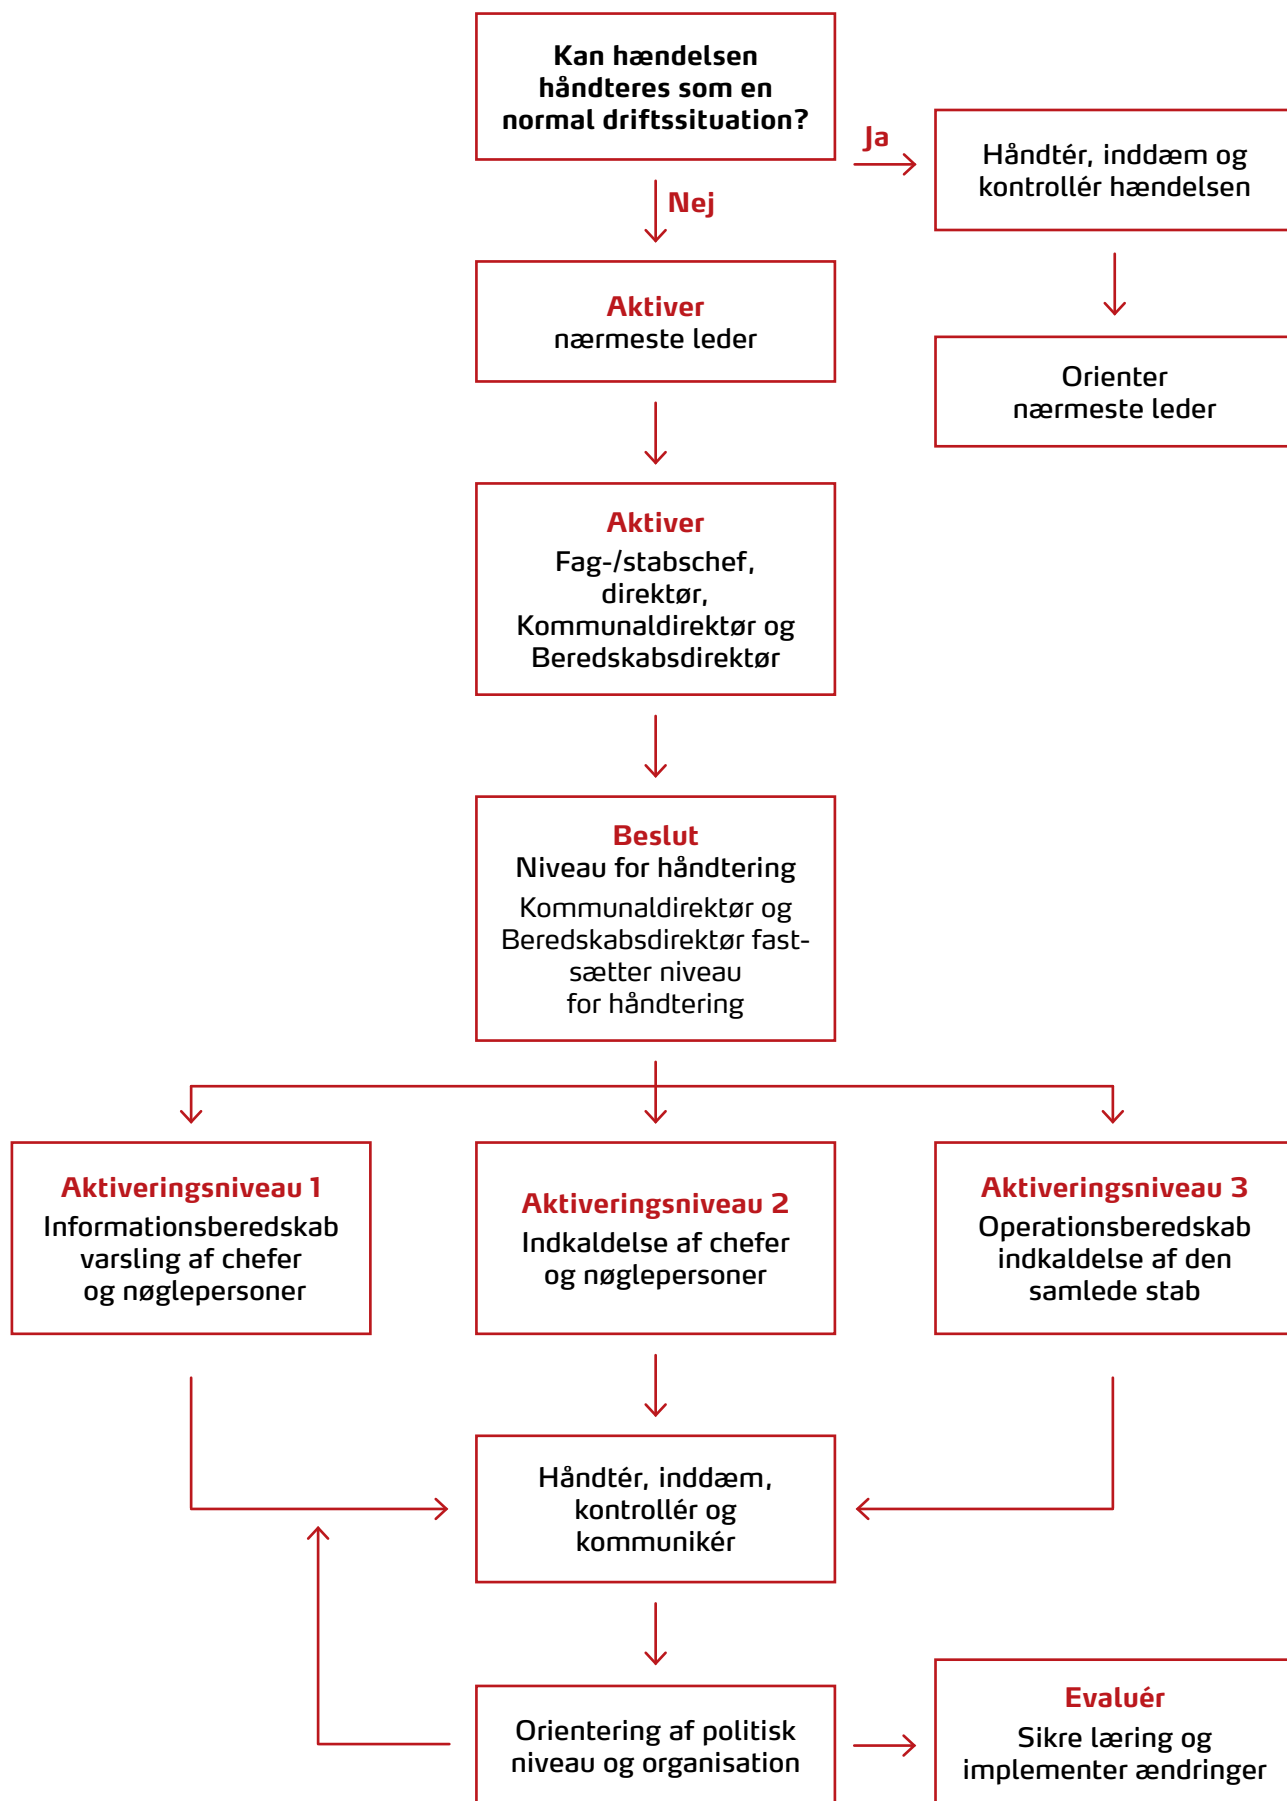 Kan hændelsen
håndteres som en
normal driftssituation?
Ja
Håndtér, inddæm og
kontrollér hændelsen
Nej
Aktiver
nærmeste leder
Orienter
nærmeste leder
Aktiver
Fag-/stabschef,
direktør,
Kommunaldirektør og
Beredskabsdirektør
Beslut
Niveau for håndtering
Kommunaldirektør og
Beredskabsdirektør fast-
sætter niveau
for håndtering
Aktiveringsniveau 1
Informationsberedskab
varsling af chefer
og nøglepersoner
Aktiveringsniveau 2
Indkaldelse af chefer
og nøglepersoner
Aktiveringsniveau 3
Operationsberedskab
indkaldelse af den
samlede stab
Håndtér, inddæm,
kontrollér og
kommunikér
Orientering af politisk
niveau og organisation
Evaluér
Sikre læring og
implementer ændringer